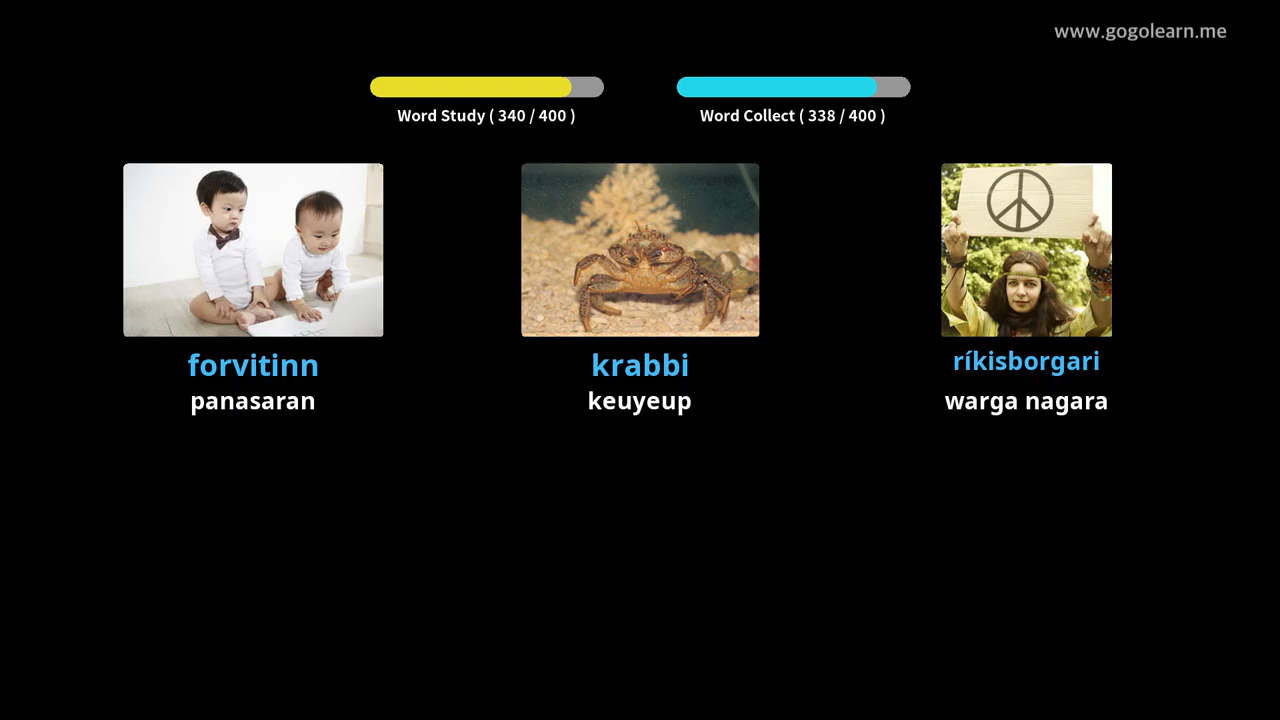 www.gogolearn.me
Word Study ( 340 / 400 )
Word Collect ( 338 / 400 )
forvitinn
panasaran
krabbi
keuyeup
ríkisborgari
warga nagara